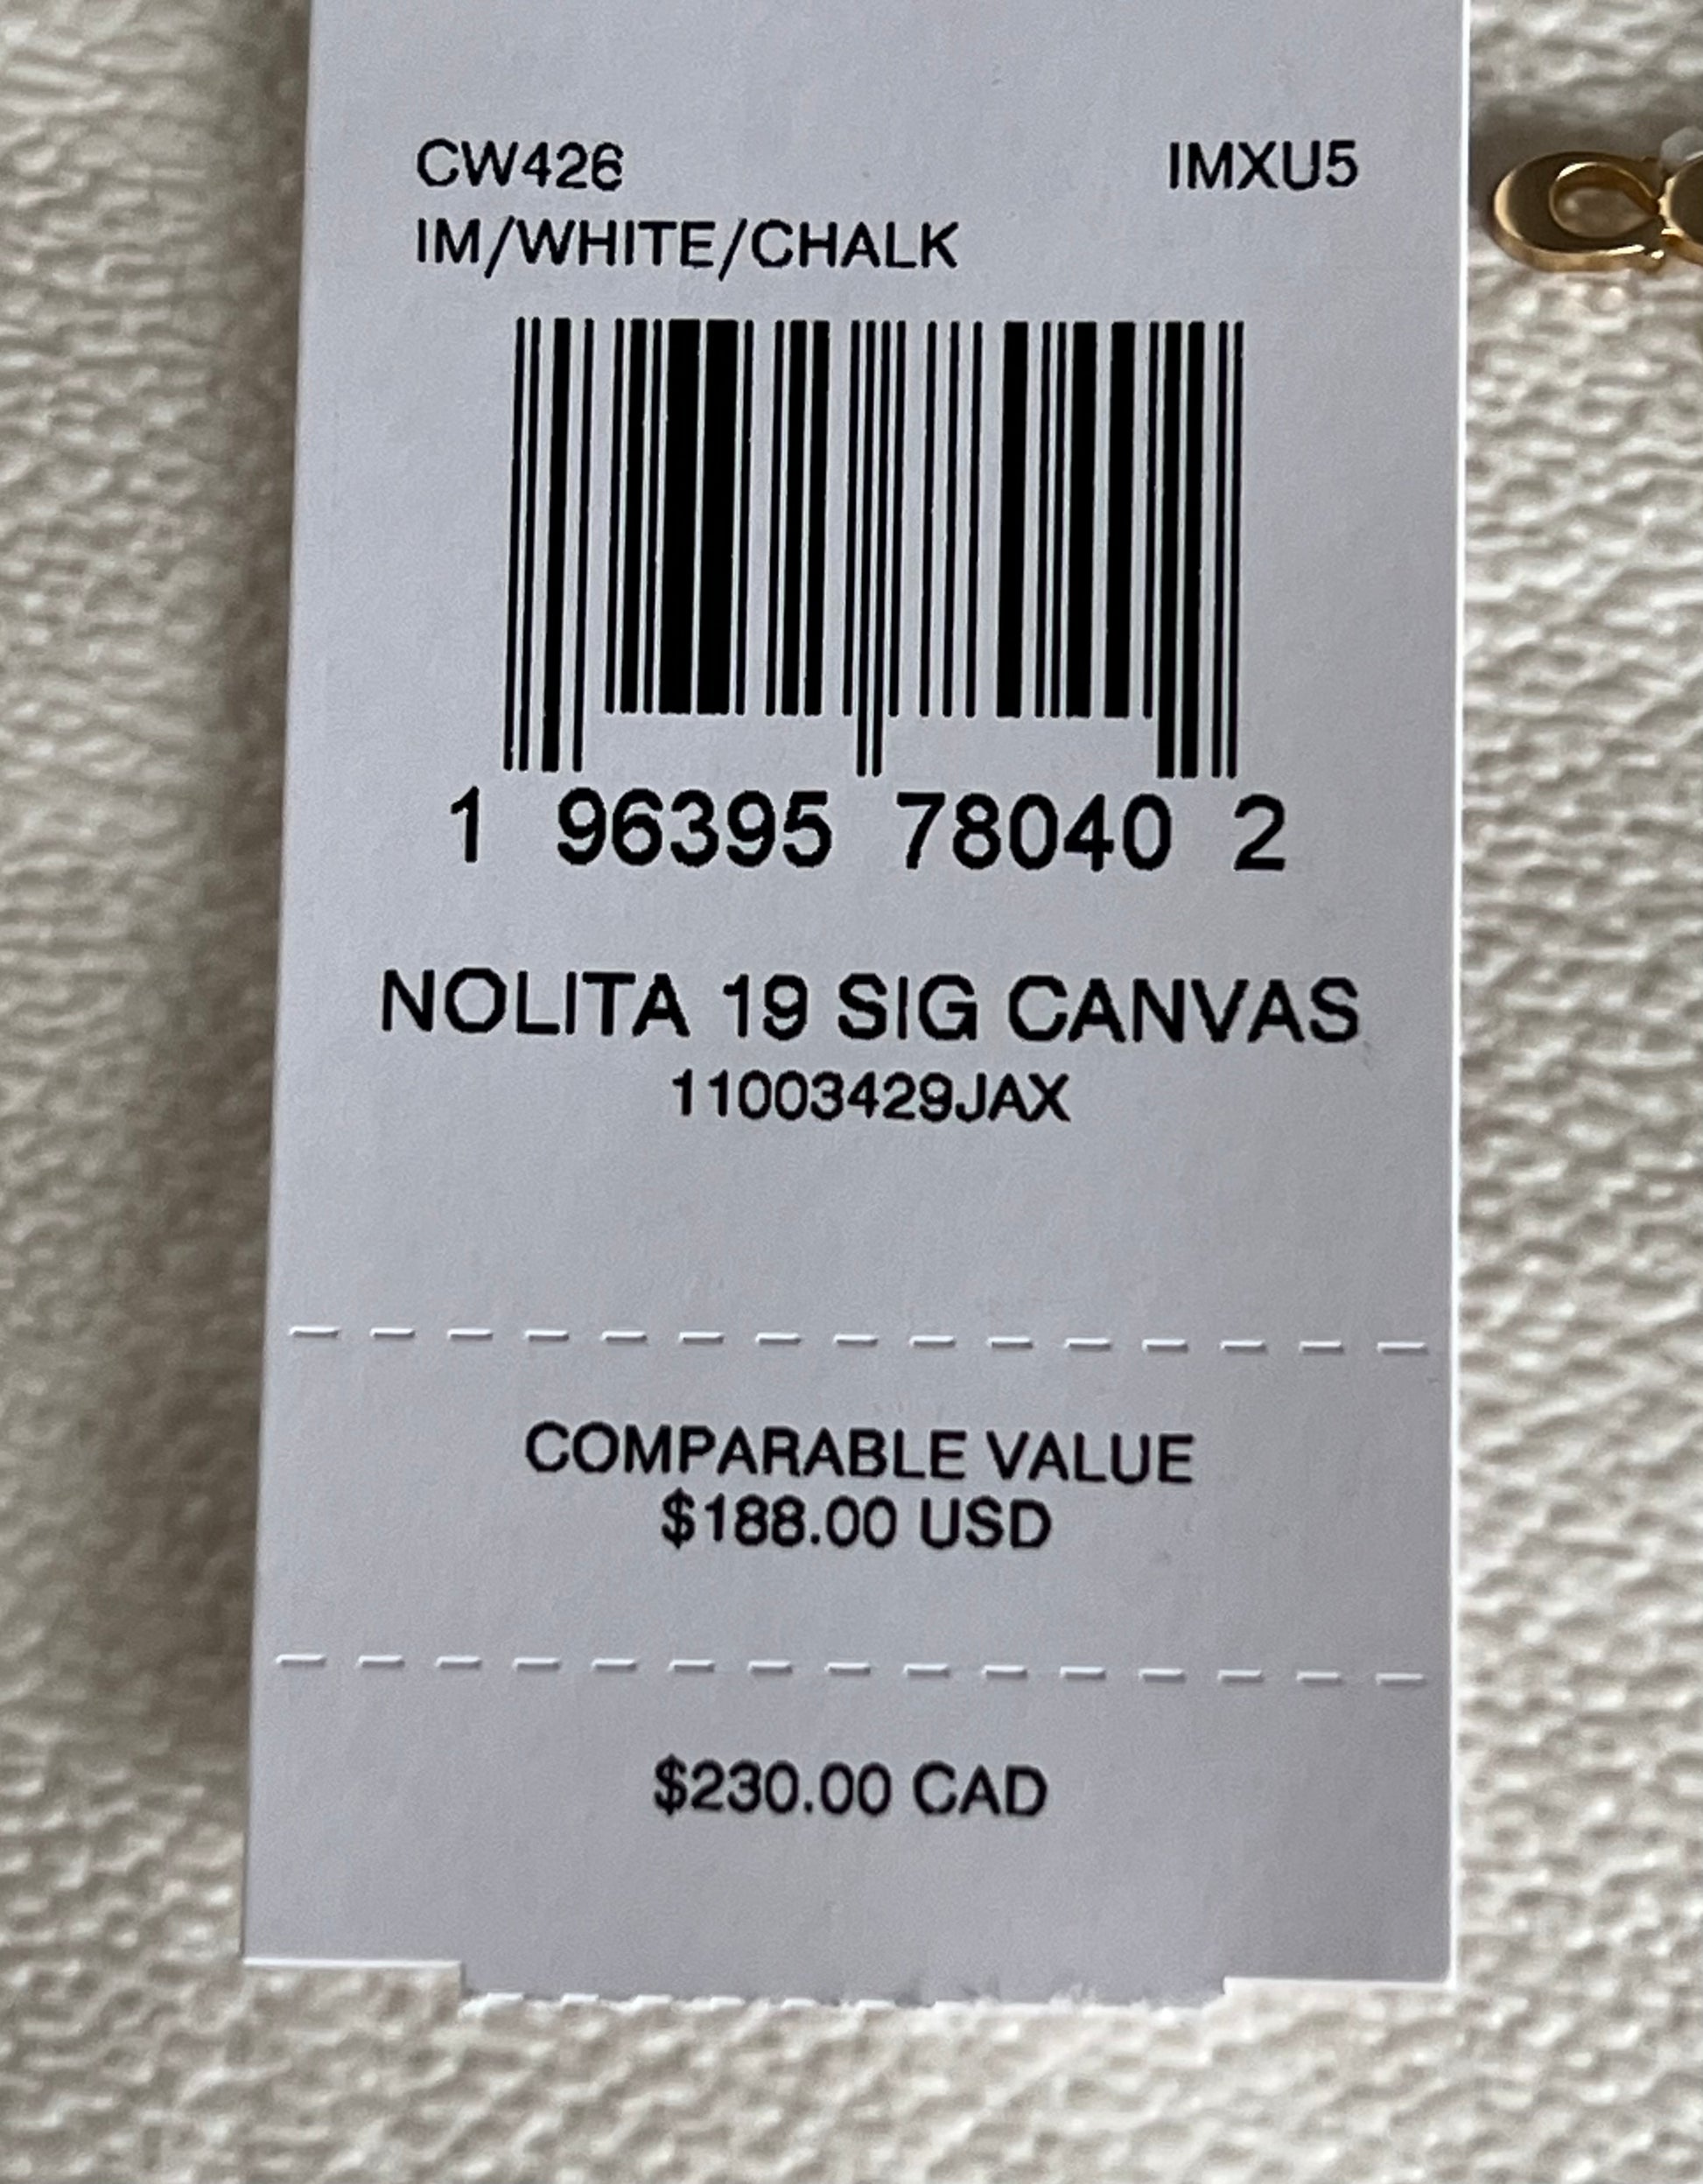 CW426 IMXU5
IM/WHITE/CHALK
1 96395 78040 2
NOLITA 19 SIG CANVAS
11003429JAX
COMPARABLE VALUE
$188.00 USD
$230.00 CAD